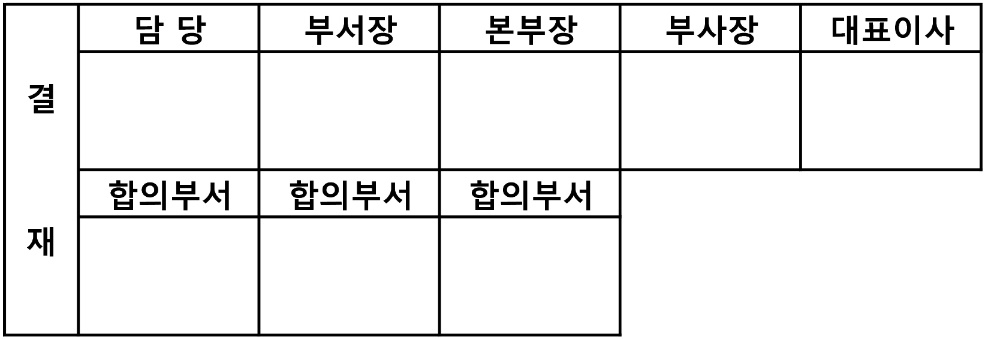 담 당 부서장 본부장 부사장 대표이사
결
합의부서 합의부서 합의부서
재